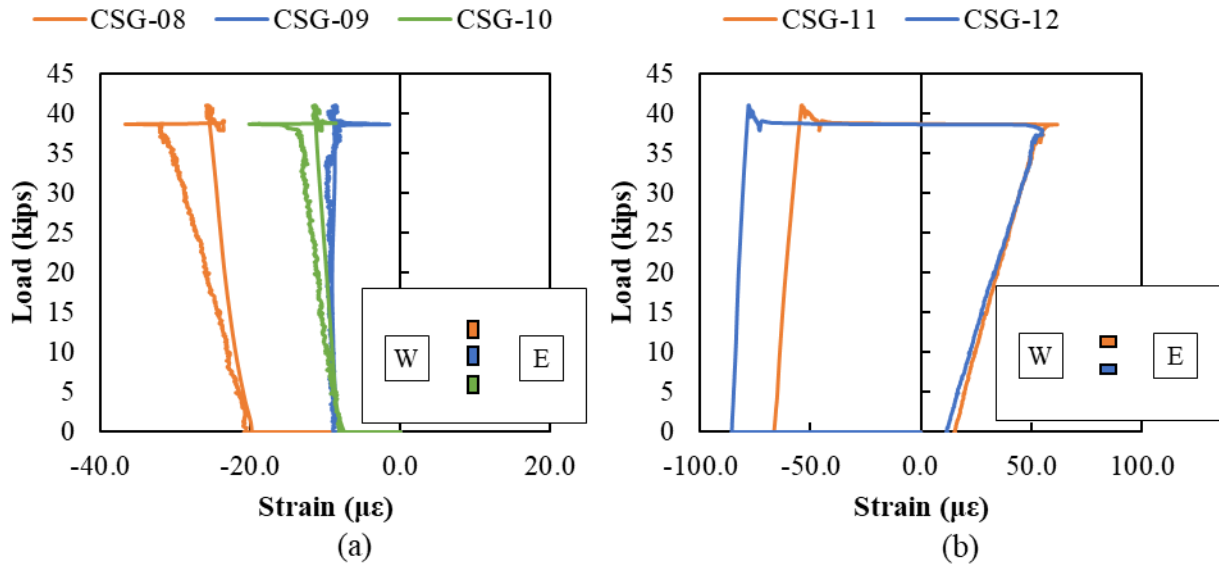 CSG-08 CSG-09 CSG-10
CSG-11 CSG-12
Load (kips)
45
40
35
30
25
20
15
10
5
0
-40.0 -20.0 0.0 20.0
Strain (με)
W E
(a)
Load (kips)
45
40
35
30
25
20
15
10
5
0
-100.0 -50.0 0.0 50.0 100.0
Strain (με)
W E
(b)